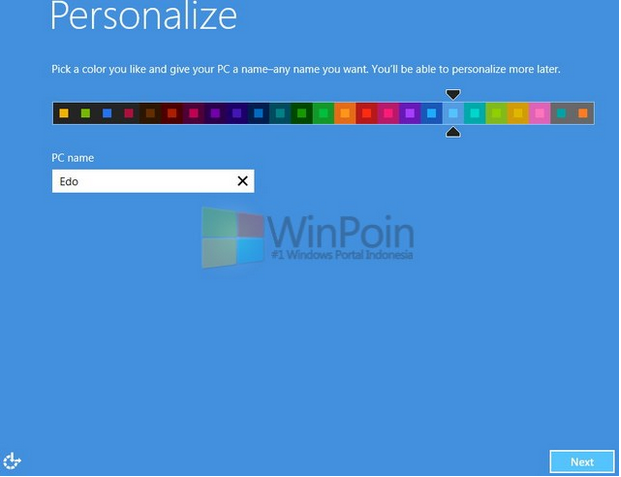 Personalize
Pick a color you like and give your PC a name–any name you want. You'll be able to personalize more later.
PC name
Edo
WinPoin
#1 Windows Portal Indonesia
Next